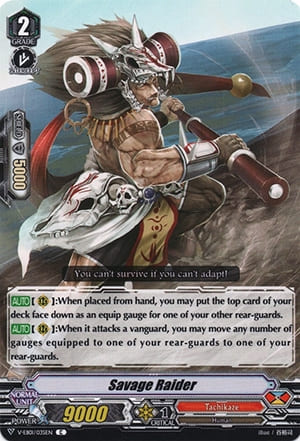 2
GRADE
5000
You can't survive if you can't adapt!
AUTO[ ]:When placed from hand, you may put the top card of your
deck face down as an equip gauge for one of your other rear-guards.
AUTO[ ]:When it attacks a vanguard, you may move any number of
gauges equipped to one of your rear-guards to one of your
rear-guards.
Savage Raider
NORMAL
UNIT
POWER
9000
1
CRITICAL
Tachikaze
Human
V-EB01/035EN C